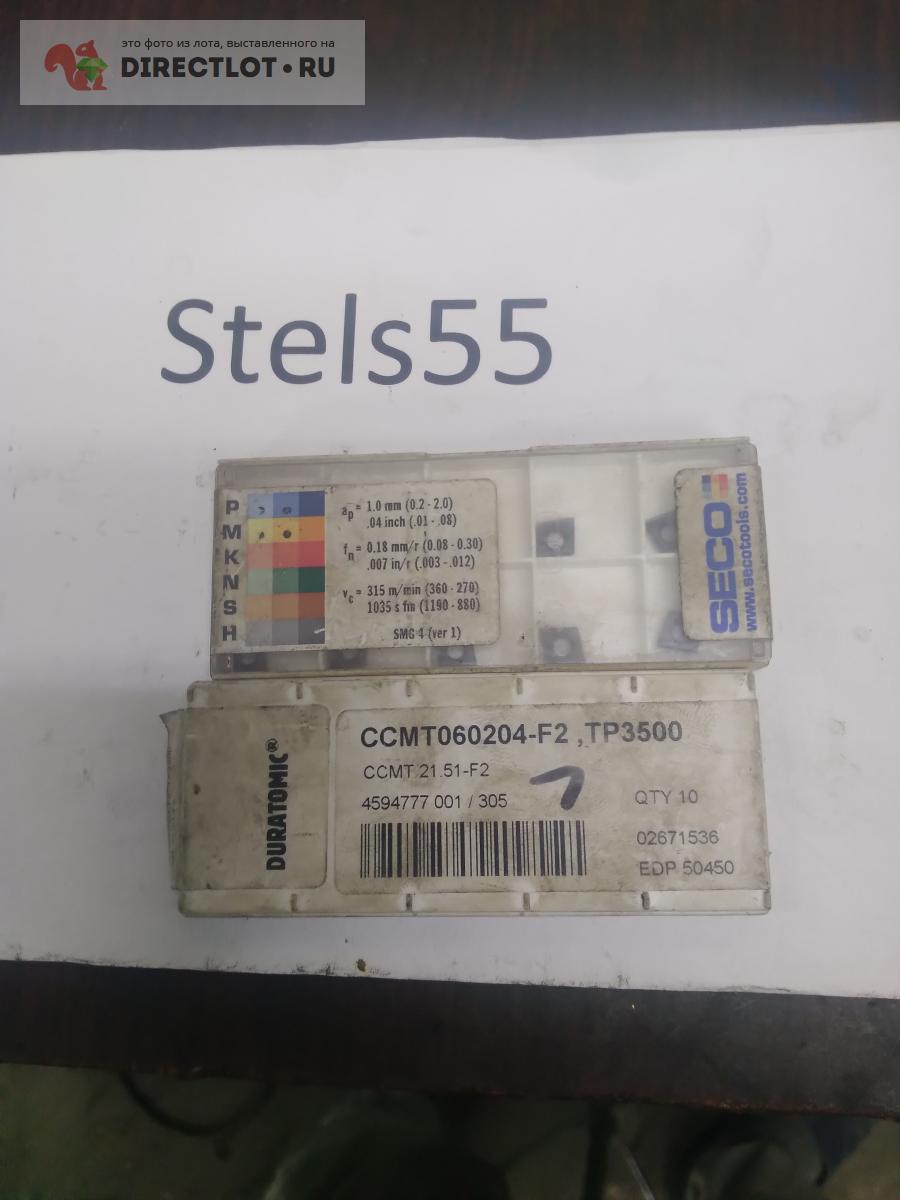 это фото из лота, выставленного на
DIRECTLOT.RU
Stels55
P
M
K
N
S
H
ap = 1.0 mm (0.2 - 2.0)
.04 inch (.01 - .08)
fn = 0.18 mm/r (0.08 - 0.30)
.007 in/r (.003 - .012)
vc = 315 m/min (360 - 270)
1035 s fm (1190 - 880)
SMG 4 (ver 1)
SECO
www.secotools.com
DURATOMIC®
CCMT060204-F2 ,TP3500
CCMT 21.51-F2
4594777 001 / 305
QTY 10
02671536
EDP 50450